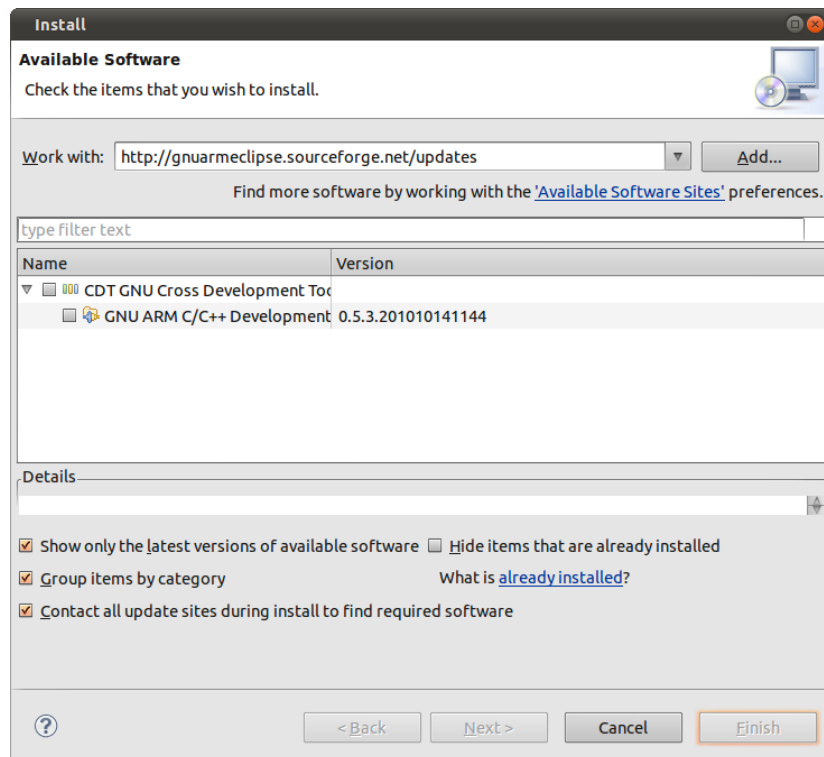 Install
Available Software
Check the items that you wish to install.
Work with: http://gnuarmeclipse.sourceforge.net/updates Add...
Find more software by working with the 'Available Software Sites' preferences.
type filter text
Name Version
CDT GNU Cross Development Too
GNU ARM C/C++ Development 0.5.3.201010141144
Details
Show only the latest versions of available software Hide items that are already installed
Group items by category What is already installed?
Contact all update sites during install to find required software
? < Back Next > Cancel Finish